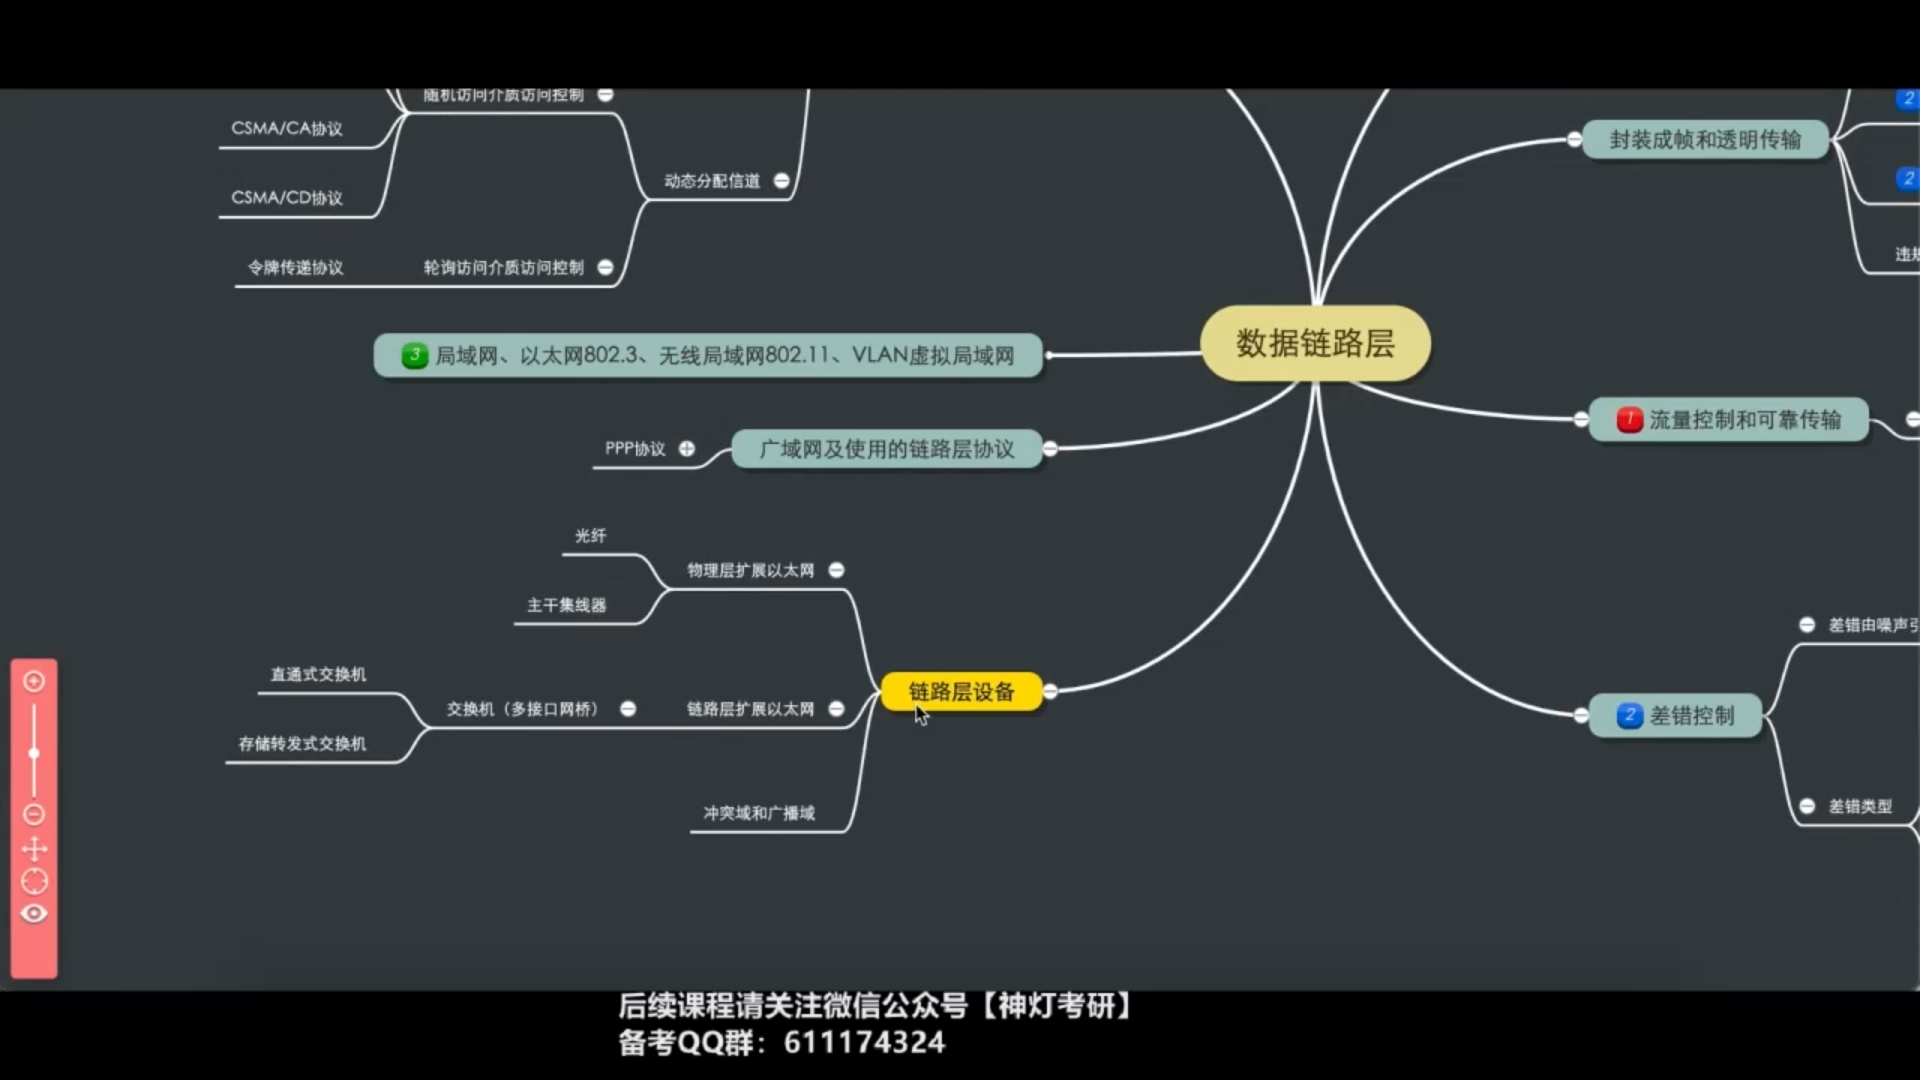 随机访问介质访问控制
CSMA/CA协议
CSMA/CD协议
动态分配信道
令牌传递协议
轮询访问介质访问控制
3 局域网、以太网802.3、无线局域网802.11、VLAN虚拟局域网
PPP协议
广域网及使用的链路层协议
光纤
物理层扩展以太网
主干集线器
直通式交换机
交换机（多接口网桥）
链路层扩展以太网
存储转发式交换机
链路层设备
冲突域和广播域
数据链路层
封装成帧和透明传输
2
2
违规
1 流量控制和可靠传输
2 差错控制
差错由噪声引
差错类型
后续课程请关注微信公众号【神灯考研】
备考QQ群：611174324